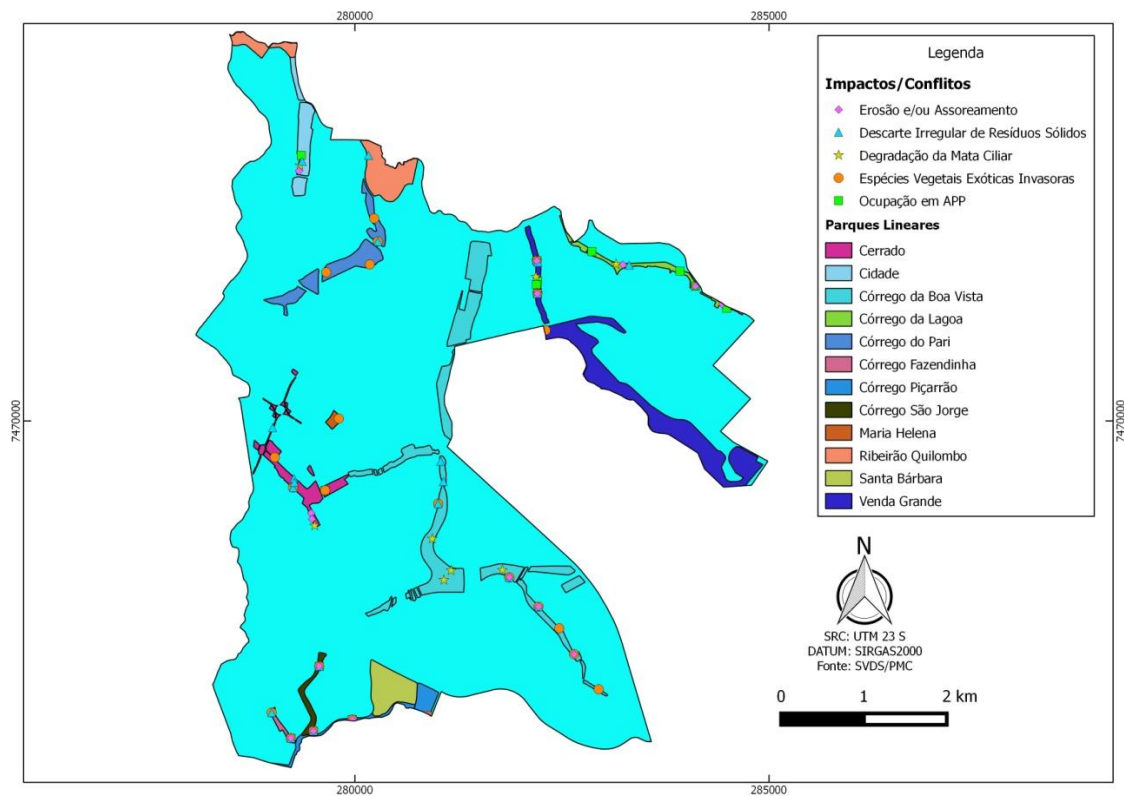 280000
285000
Legenda
Impactos/Conflitos
Erosão e/ou Assoreamento
Descarte Irregular de Resíduos Sólidos
Degradação da Mata Ciliar
Espécies Vegetais Exóticas Invasoras
Ocupação em APP
Parques Lineares
Cerrado
Cidade
Córrego da Boa Vista
Córrego da Lagoa
Córrego do Pari
Córrego Fazendinha
Córrego Piçarrão
Córrego São Jorge
Maria Helena
Ribeirão Quilombo
Santa Bárbara
Venda Grande
7470000
7470000
N
SRC: UTM 23 S
DATUM: SIRGAS2000
Fonte: SVDS/PMC
0 1 2 km
280000
285000